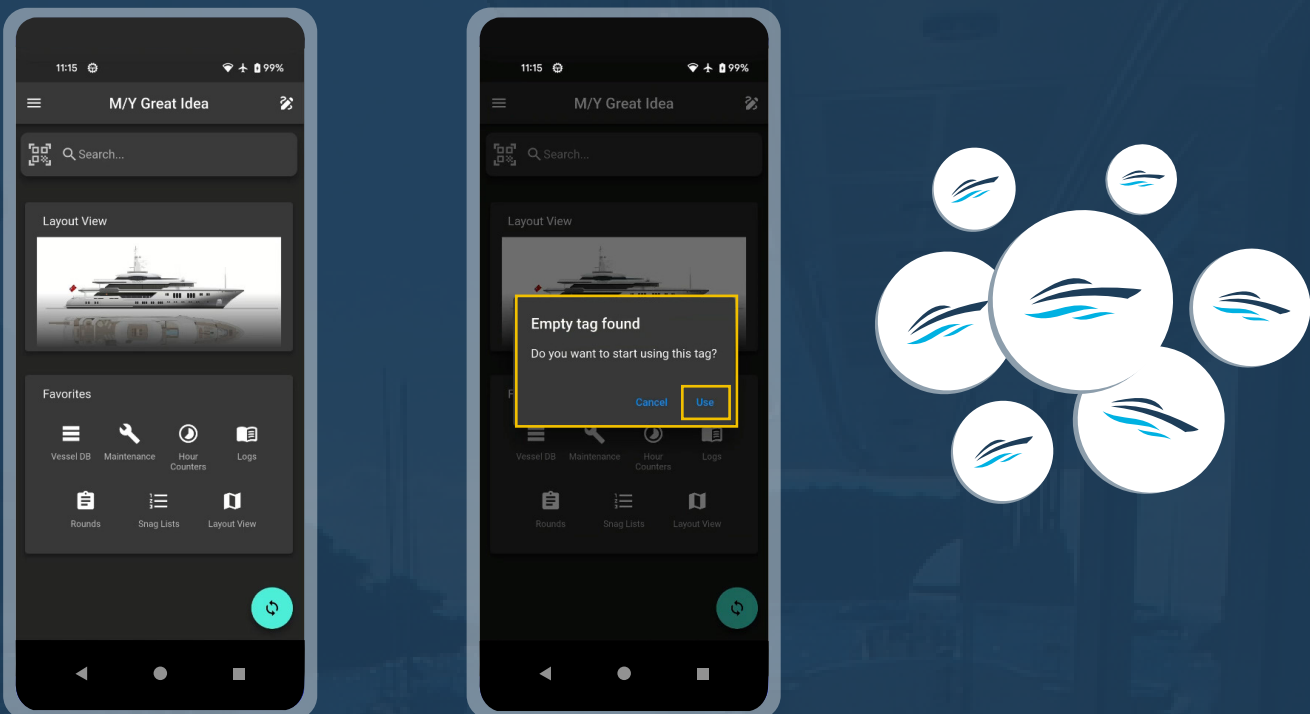 11:15 99%
M/Y Great Idea
Search...
Layout View
Favorites
Vessel DB Maintenance Hour Counters Logs
Rounds Snag Lists Layout View
11:15 99%
M/Y Great Idea
Search...
Layout View
Empty tag found
Do you want to start using this tag?
Cancel Use
F
Vessel DB Maintenance Hour Counters Logs
Rounds Snag Lists Layout View